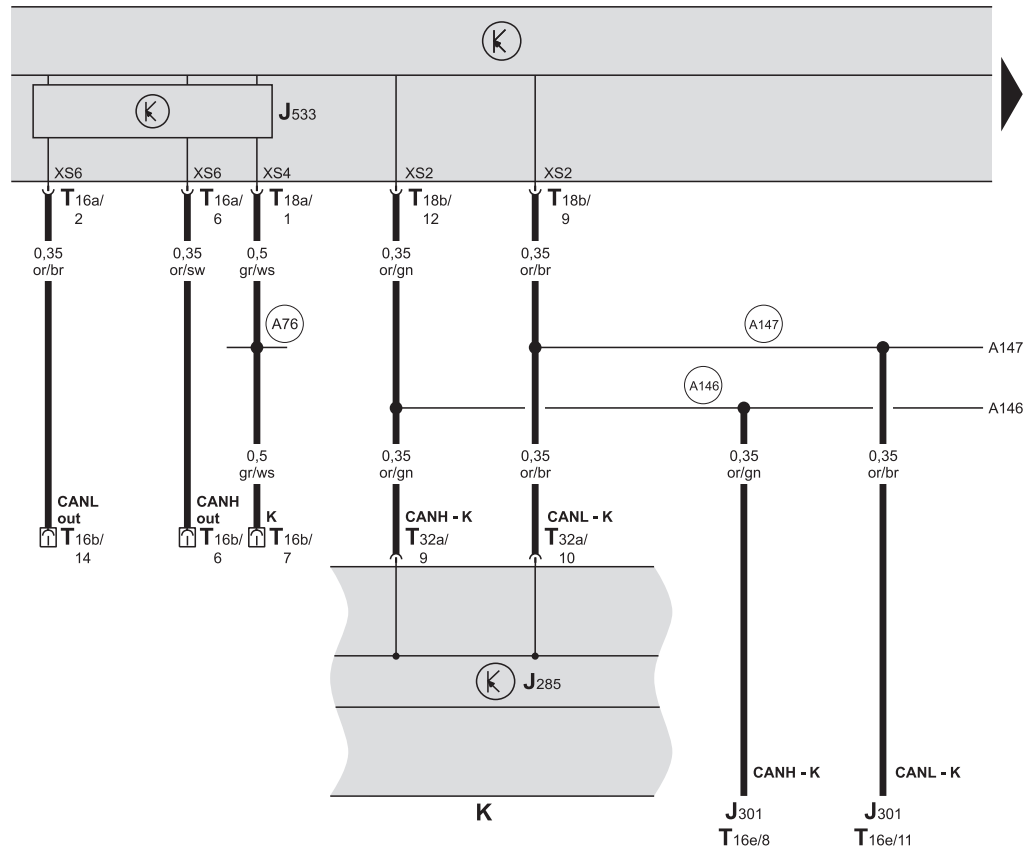 J533
XS6 XS6 XS4 XS2 XS2
T16a/ T16a/ T18a/ T18b/ T18b/
2 6 1 12 9
0,35 0,35 0,5 0,35 0,35
or/br or/sw gr/ws or/gn or/br
A76 A147
A147
A146
A146
0,5 0,35 0,35 0,35 0,35
gr/ws or/gn or/br or/gn or/br
CANL CANH
out out K CANH - K CANL - K
T16b/ T16b/ T16b/ T32a/ T32a/
14 6 7 9 10
J285
CANH - K CANL - K
K J301 J301
T16e/8 T16e/11